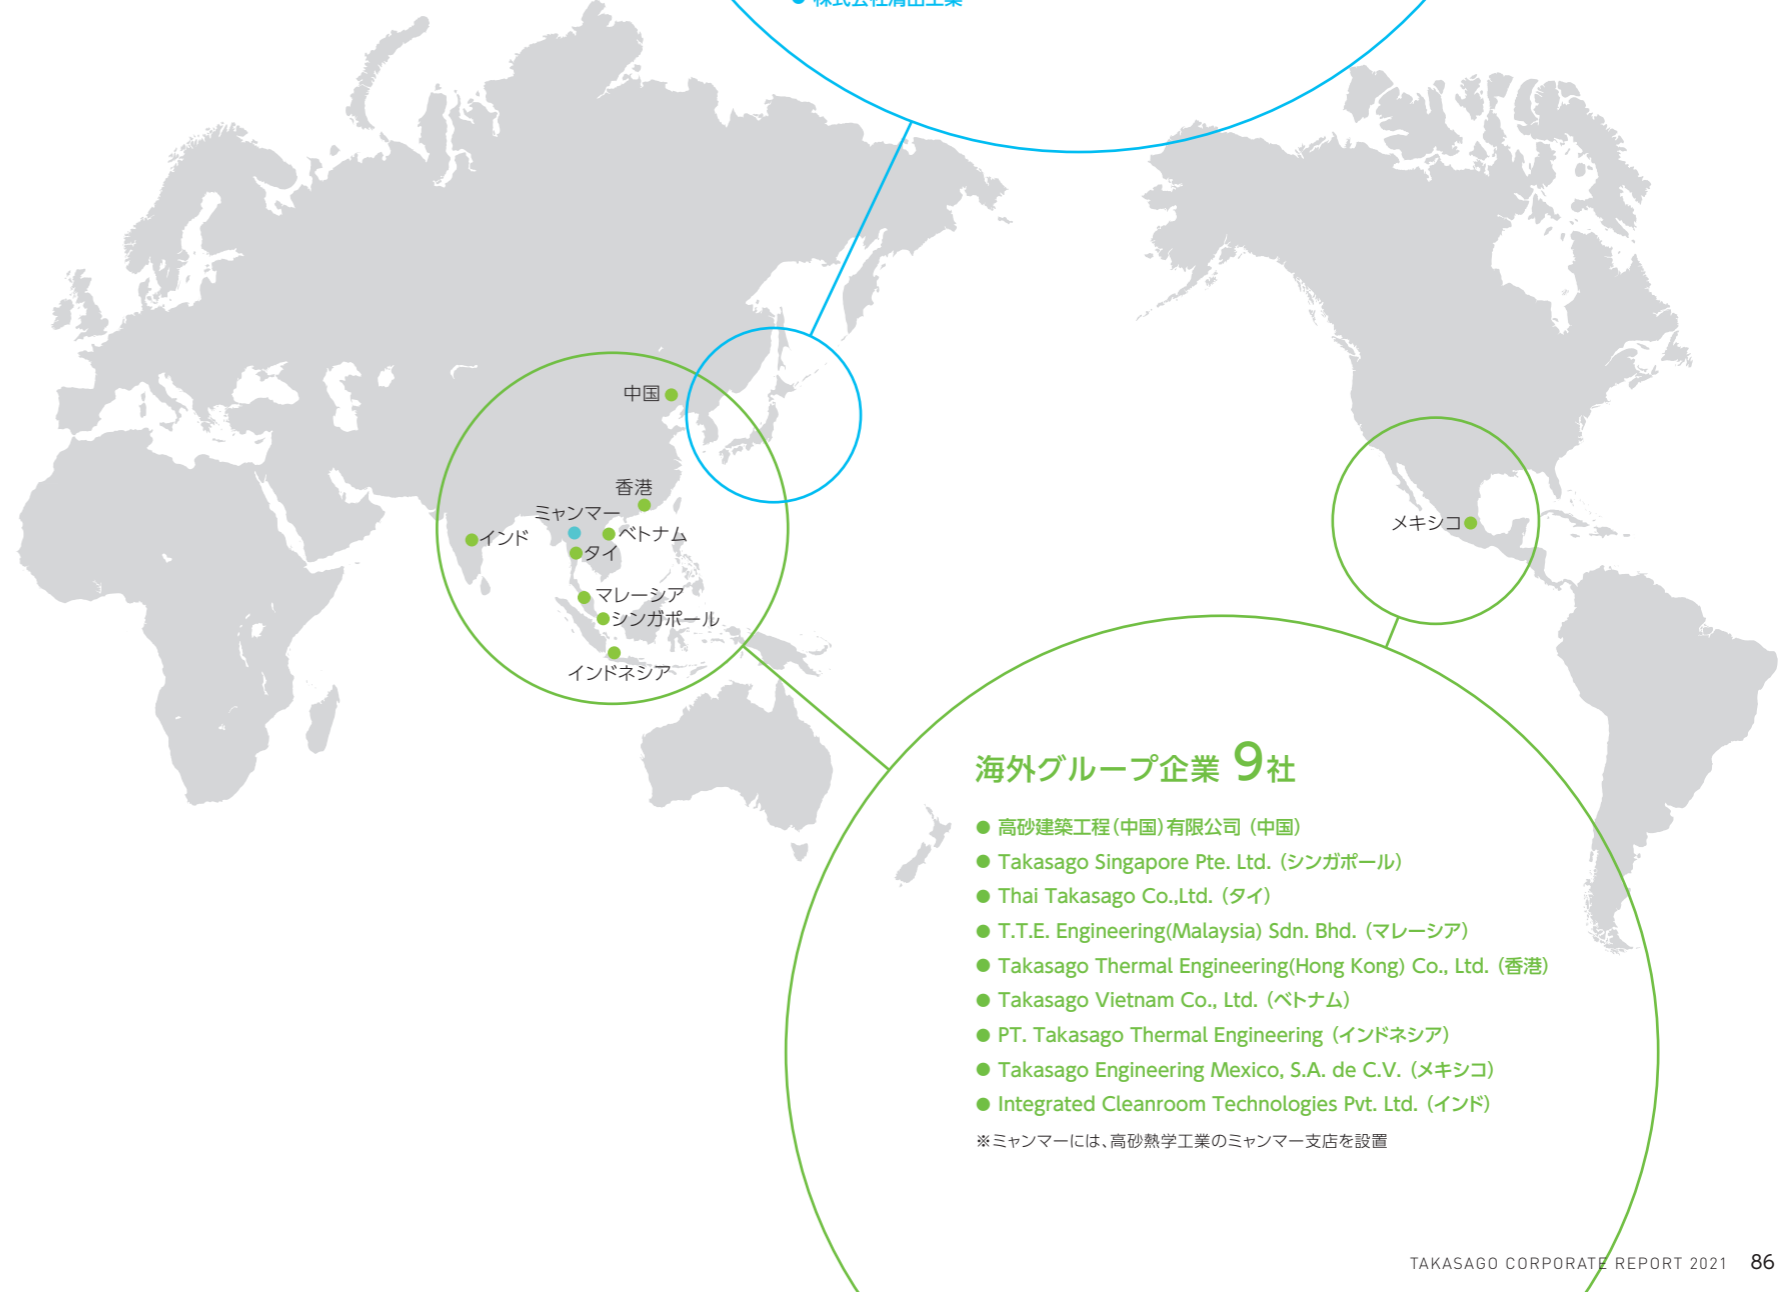 中国
香港
ミャンマー
インド
ベトナム
タイ
マレーシア
シンガポール
インドネシア
メキシコ
海外グループ企業 9社
● 高砂建築工程(中国)有限公司 (中国)
● Takasago Singapore Pte. Ltd. (シンガポール)
● Thai Takasago Co.,Ltd. (タイ)
● T.T.E. Engineering(Malaysia) Sdn. Bhd. (マレーシア)
● Takasago Thermal Engineering(Hong Kong) Co., Ltd. (香港)
● Takasago Vietnam Co., Ltd. (ベトナム)
● PT. Takasago Thermal Engineering (インドネシア)
● Takasago Engineering Mexico, S.A. de C.V. (メキシコ)
● Integrated Cleanroom Technologies Pvt. Ltd. (インド)
※ミャンマーには、高砂熱学工業のミャンマー支店を設置
TAKASAGO CORPORATE REPORT 2021 86